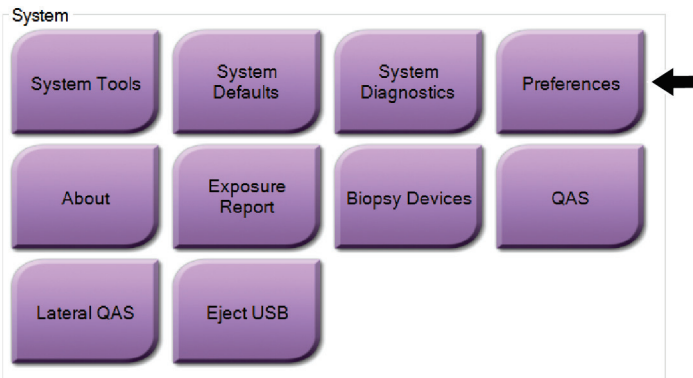 System
System Tools
System
Defaults
System
Diagnostics
Preferences
About
Exposure
Report
Biopsy Devices
QAS
Lateral QAS
Eject USB